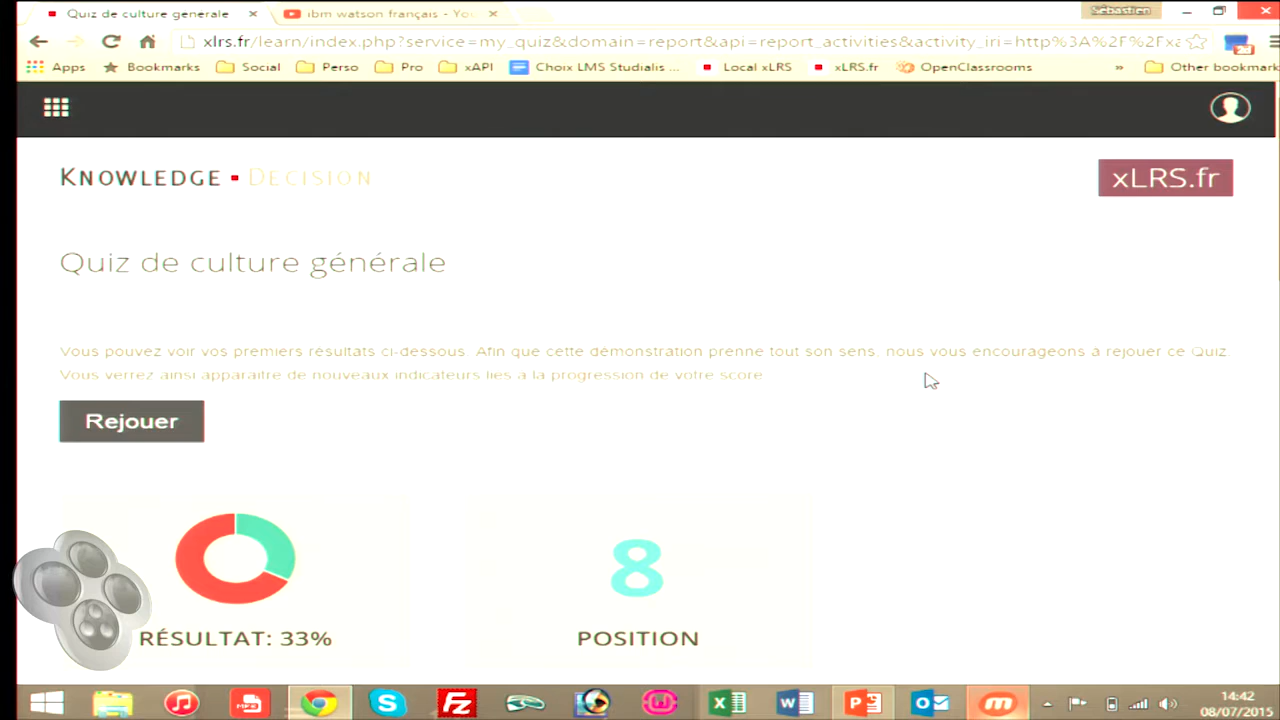 Quiz de culture generale
ibm watson français - You
Sébastien
xlrs.fr/learn/index.php?service=my_quiz&domain=report&api=report_activities&activity_iri=http%3A%2F%2Fxa
Apps
Bookmarks
Social
Perso
Pro
xAPI
Choix LMS Studialis ...
Local xLRS
xLRS.fr
OpenClassrooms
»
Other bookmark
KNOWLEDGE DECISION
xLRS.fr
Quiz de culture générale
Vous pouvez voir vos premiers résultats ci-dessous. Afin que cette démonstration prenne tout son sens, nous vous encourageons à rejouer ce Quiz.
Vous verrez ainsi apparaitre de nouveaux indicateurs liés à la progression de votre score
Rejouer
8
RÉSULTAT: 33%
POSITION
14:42
08/07/2015